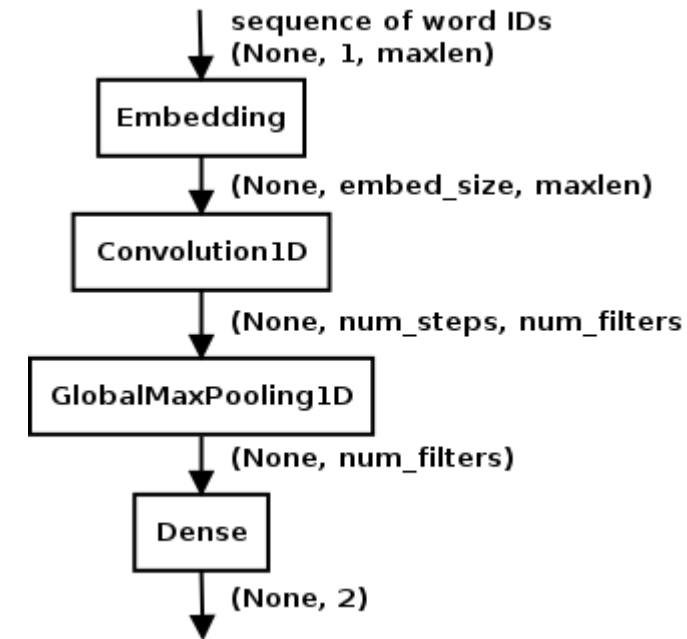 sequence of word IDs
(None, 1, maxlen)
Embedding
(None, embed_size, maxlen)
Convolution1D
(None, num_steps, num_filters
GlobalMaxPooling1D
(None, num_filters)
Dense
(None, 2)